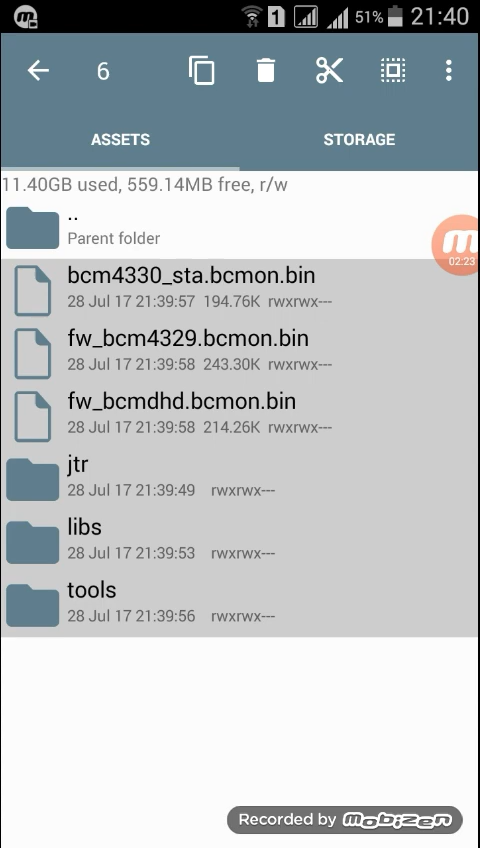 1 51% 21:40
6
ASSETS STORAGE
11.40GB used, 559.14MB free, r/w
..
Parent folder
02:23
bcm4330_sta.bcmon.bin
28 Jul 17 21:39:57 194.76K rwxrwx---
fw_bcm4329.bcmon.bin
28 Jul 17 21:39:58 243.30K rwxrwx---
fw_bcmdhd.bcmon.bin
28 Jul 17 21:39:58 214.26K rwxrwx---
jtr
28 Jul 17 21:39:49 rwxrwx---
libs
28 Jul 17 21:39:53 rwxrwx---
tools
28 Jul 17 21:39:56 rwxrwx---
Recorded by mobizen